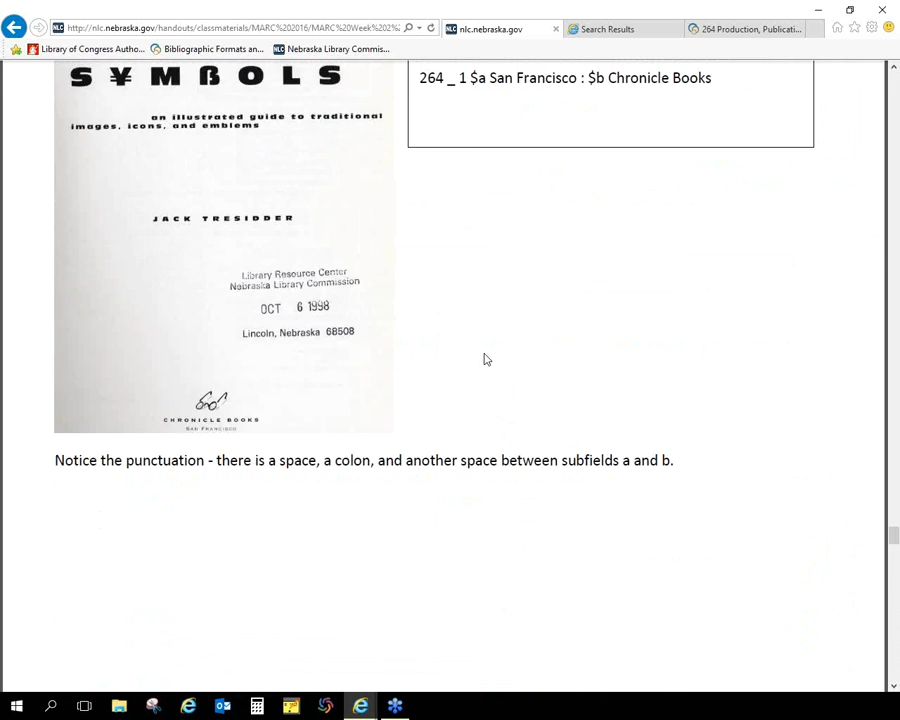 http://nlc.nebraska.gov/handouts/classmaterials/MARC%202016/MARC%20Week%202%
nlc.nebraska.gov
Search Results
264 Production, Publicati...
Library of Congress Autho...
Bibliographic Formats an...
NLC
Nebraska Library Commis...
S¥MßOLS
an illustrated guide to traditional
images, icons, and emblems
JACK TRESIDDER
Library Resource Center
Nebraska Library Commission
OCT 6 1998
Lincoln, Nebraska 68508
CHRONICLE BOOKS
SAN FRANCISCO
264 _ 1 $a San Francisco : $b Chronicle Books
Notice the punctuation - there is a space, a colon, and another space between subfields a and b.